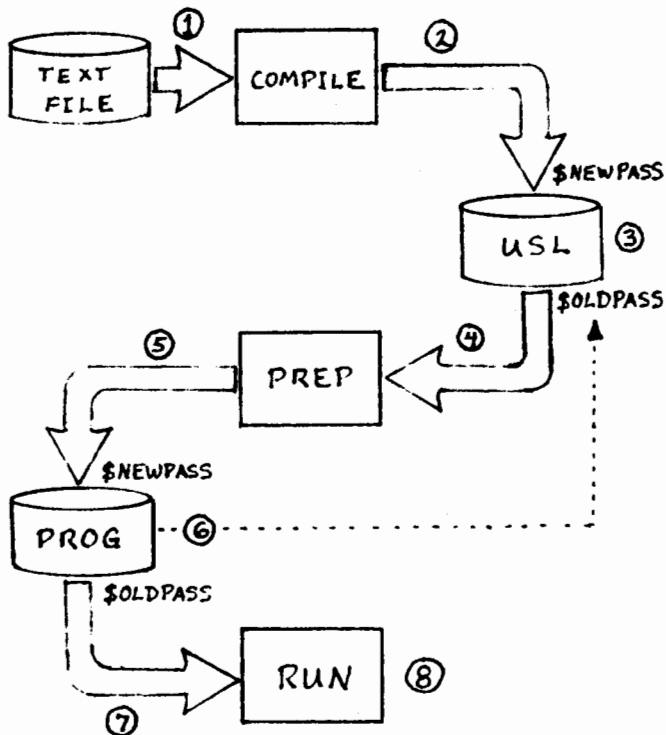 ①
②
TEXT
FILE
COMPILE
$NEWPASS
USL
③
$OLDPASS
④
⑤
PREP
$NEWPASS
PROG
⑥
$OLDPASS
RUN
⑧
⑦